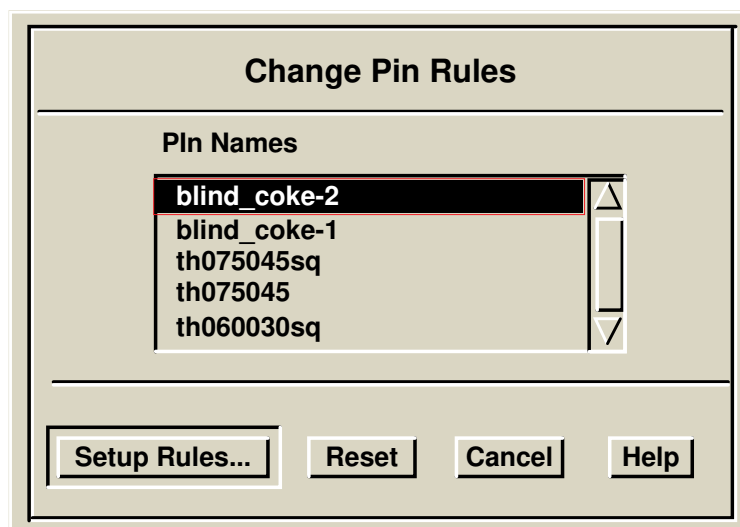 Change Pin Rules
PIn Names
blind_coke-2
blind_coke-1
th075045sq
th075045
th060030sq
Setup Rules... Reset Cancel Help